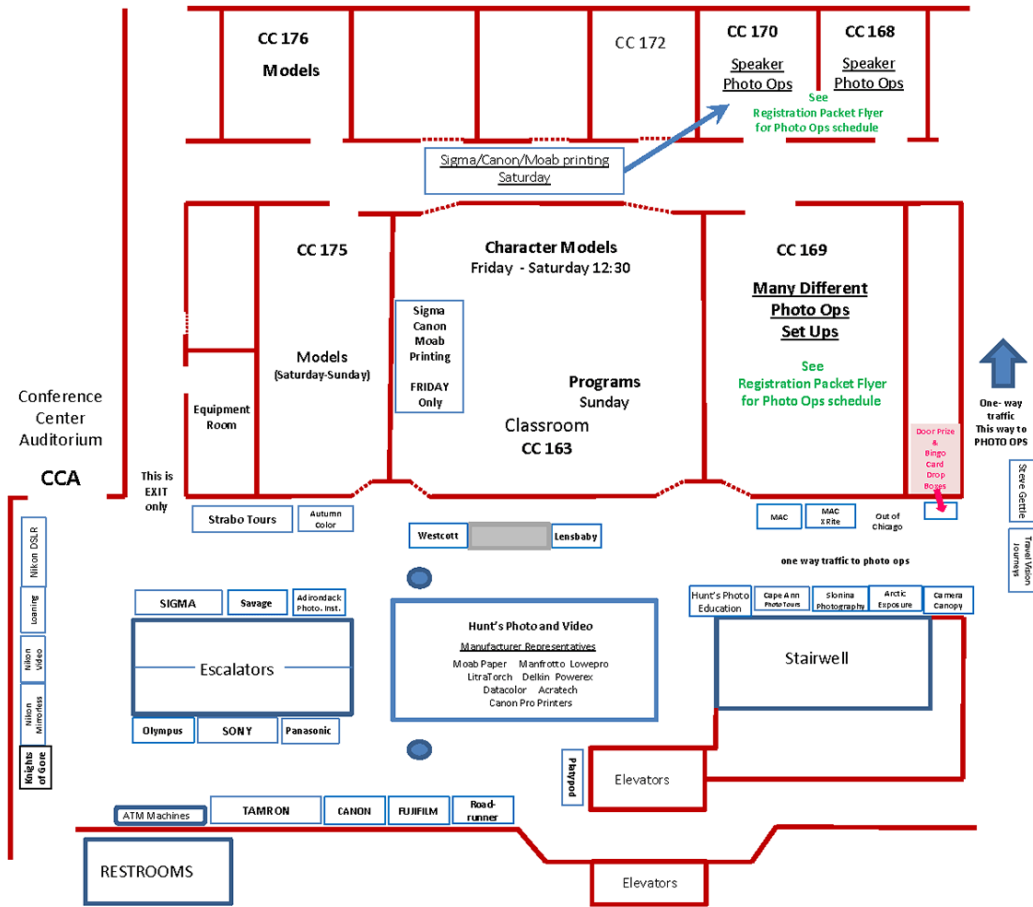 CC 176
Models
CC 172
CC 170
Speaker
Photo Ops
CC 168
Speaker
Photo Ops
See
Registration Packet Flyer
for Photo Ops schedule
Sigma/Canon/Moab printing
Saturday
CC 175
Models
(Saturday-Sunday)
Character Models
Friday - Saturday 12:30
Sigma
Canon
Moab
Printing
FRIDAY
Only
Programs
Sunday
Classroom
CC 163
CC 169
Many Different
Photo Ops
Set Ups
See
Registration Packet Flyer
for Photo Ops schedule
Conference
Center
Auditorium
CCA
Equipment
Room
This is
EXIT
only
One- way
traffic
This way to
PHOTO OPS
Door Prize
&
Bingo
Card
Drop
Boxes
Steve Gettle
Travel Vision
Journeys
Strabo Tours
Autumn
Color
Westcott
Lensbaby
MAC
MAC
XRite
Out of
Chicago
one way traffic to photo ops
Nikon DSLR
Loaning
Nikon
Video
Nikon
Mirrorless
Knights
of Gore
SIGMA
Savage
Adirondack
Photo. Inst.
Escalators
Olympus
SONY
Panasonic
Hunt's Photo and Video
Manufacturer Representatives
Moab Paper Manfrotto Lowepro
LitraTorch Delkin Powerex
Datacolor Acratech
Canon Pro Printers
Hunt's Photo
Education
Cape Ann
Photo Tours
Slonina
Photography
Arctic
Exposure
Camera
Canopy
Stairwell
Platypod
Elevators
ATM Machines
TAMRON
CANON
FUJIFILM
Road-
runner
RESTROOMS
Elevators